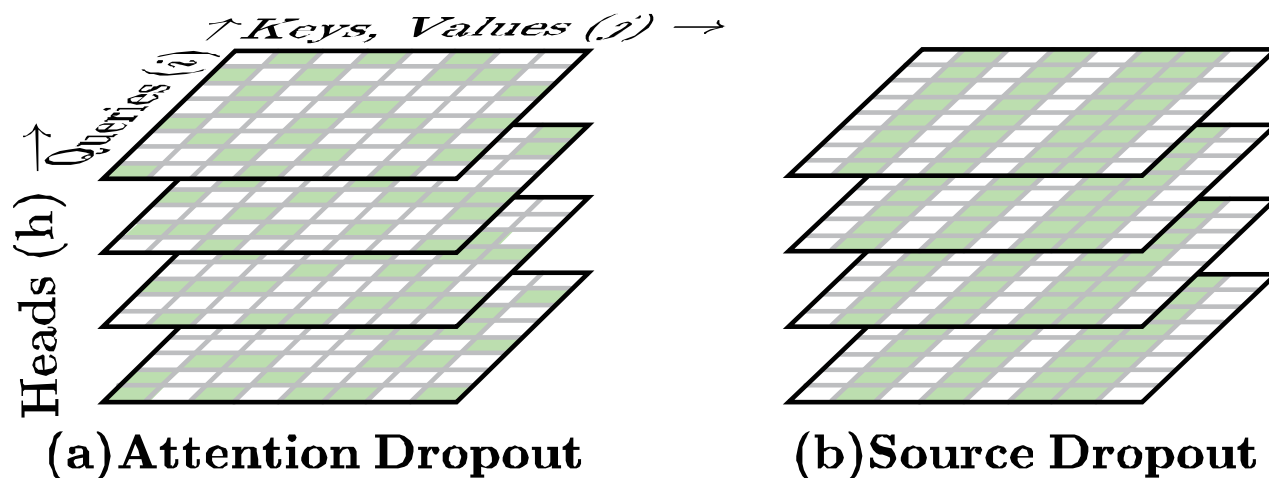 ↑ Keys, Values (j) →
Queries (i)
Heads (h) →
(a) Attention Dropout
(b) Source Dropout